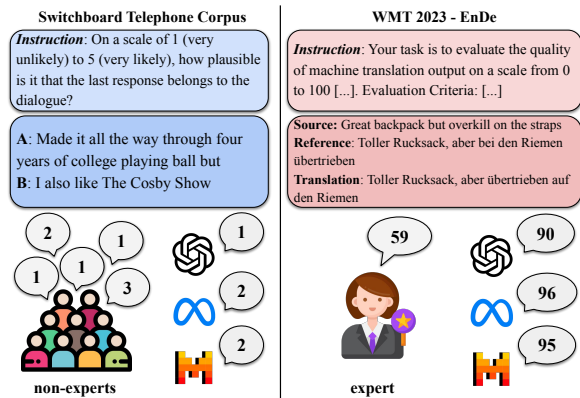 Switchboard Telephone Corpus
Instruction: On a scale of 1 (very
unlikely) to 5 (very likely), how plausible
is it that the last response belongs to the
dialogue?
A: Made it all the way through four
years of college playing ball but
B: I also like The Cosby Show
2
1
1
1
3
1
2
2
non-experts
WMT 2023 - EnDe
Instruction: Your task is to evaluate the quality
of machine translation output on a scale from 0
to 100 [...]. Evaluation Criteria: [...]
Source: Great backpack but overkill on the straps
Reference: Toller Rucksack, aber bei den Riemen
übertrieben
Translation: Toller Rucksack, aber übertrieben auf
den Riemen
59
90
96
95
expert